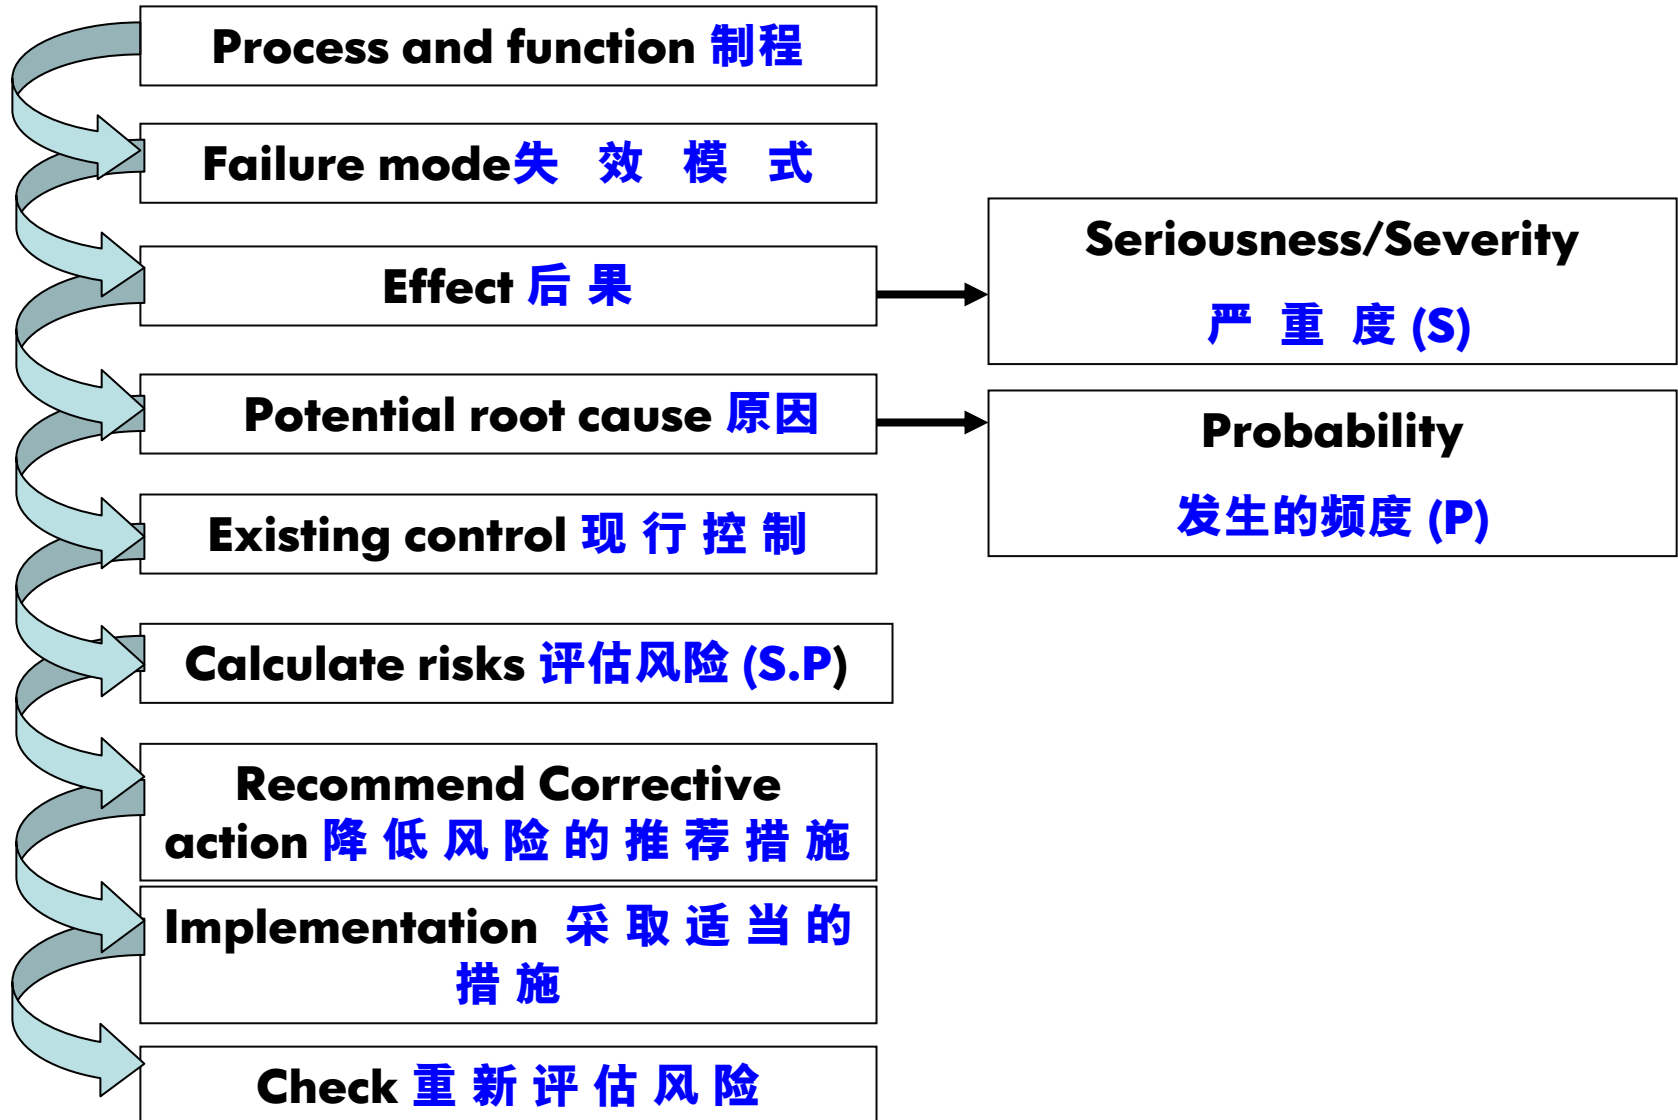 Process and function 制程
Failure mode失 效 模 式
Effect 后 果
Seriousness/Severity
严 重 度 (S)
Potential root cause 原因
Probability
发生的频度 (P)
Existing control 现 行 控 制
Calculate risks 评估风险 (S.P)
Recommend Corrective
action 降 低 风 险 的 推 荐 措 施
Implementation 采 取 适 当 的
措 施
Check 重 新 评 估 风 险